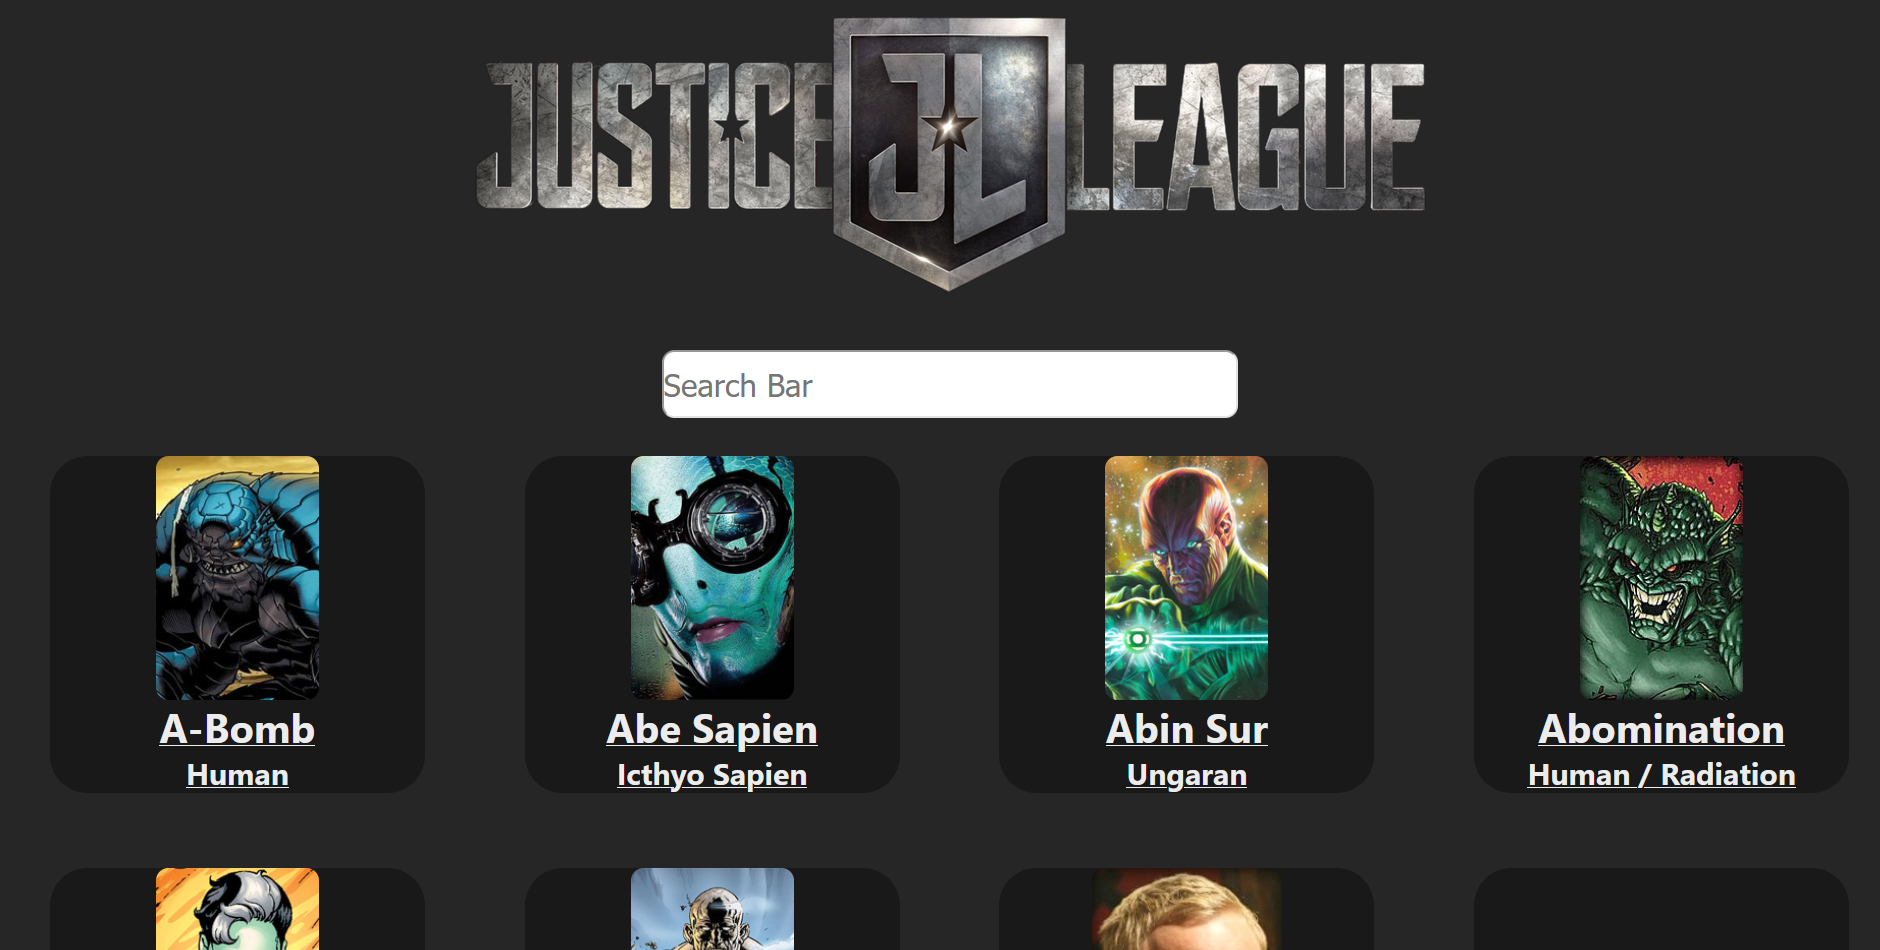 JUSTICE JL LEAGUE
Search Bar
A-Bomb
Human
Abe Sapien
Icthyo Sapien
Abin Sur
Ungaran
Abomination
Human / Radiation